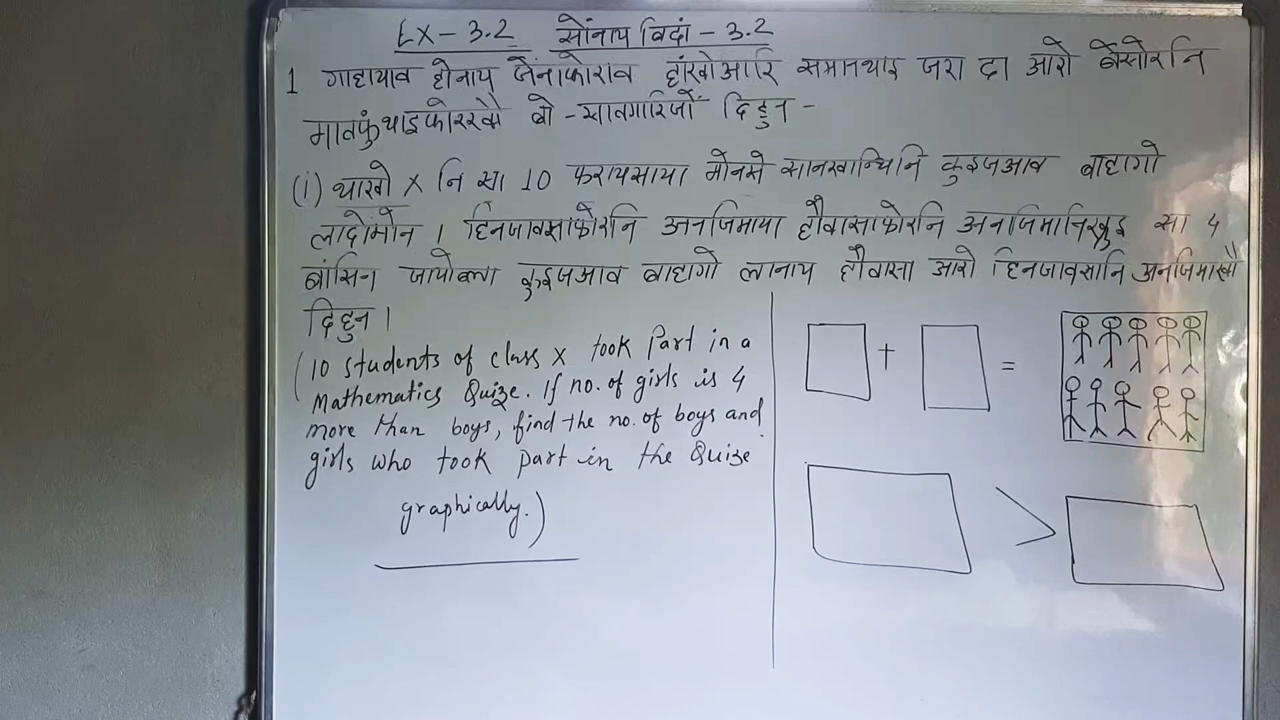 Ex - 3.2 सोंनाय बिदां - 3.2
1 गाहायाव होनाय जेंनाफोराव हांखोआरि समानथाइ जरा दा आरो बेसोरनि
मावफुंथाइफोरखौ बो - सावगारिजों दिहुन -
(i) थाखो X नि सा 10 फरायसाया मोनसे सानखान्थिनि कुइजआव बाहागो
लादोंमोन । हिनजावसाफोरनि अनजिमाया हौवासाफोरनि अनजिमानिख्रुइ सा 4
बांसिन जायोब्ला कुइजआव बाहागो लानाय हौवासा आरो हिनजावसानि अनजिमाखौ
दिहुन ।
(10 students of class X took Part in a
Mathematics Quize. If no. of girls is 4
more than boys, find the no. of boys and
girls who took part in the Quize
graphically.)
+ =
>